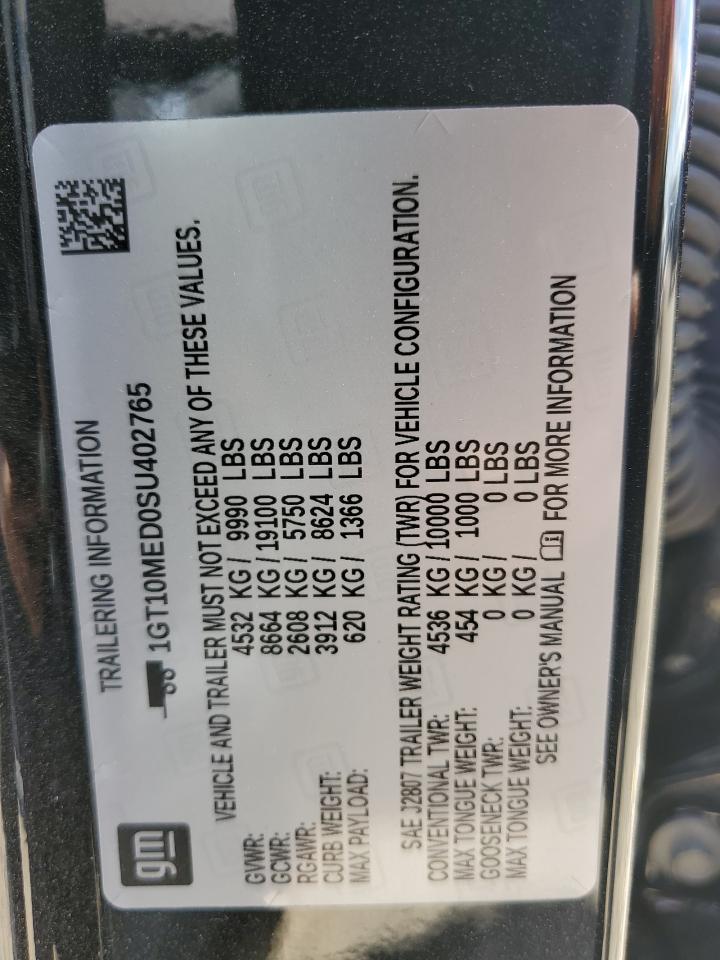 gm
TRAILERING INFORMATION
1GT10MED0SU402765
VEHICLE AND TRAILER MUST NOT EXCEED ANY OF THESE VALUES.
GVWR: 4532 KG / 9990 LBS
GCWR: 8664 KG / 19100 LBS
RGAWR: 2608 KG / 5750 LBS
CURB WEIGHT: 3912 KG / 8624 LBS
MAX PAYLOAD: 620 KG / 1366 LBS
SAE J2807 TRAILER WEIGHT RATING (TWR) FOR VEHICLE CONFIGURATION.
CONVENTIONAL TWR: 4536 KG / 10000 LBS
MAX TONGUE WEIGHT: 454 KG / 1000 LBS
GOOSENECK TWR: 0 KG / 0 LBS
MAX TONGUE WEIGHT: 0 KG / 0 LBS
SEE OWNER'S MANUAL FOR MORE INFORMATION